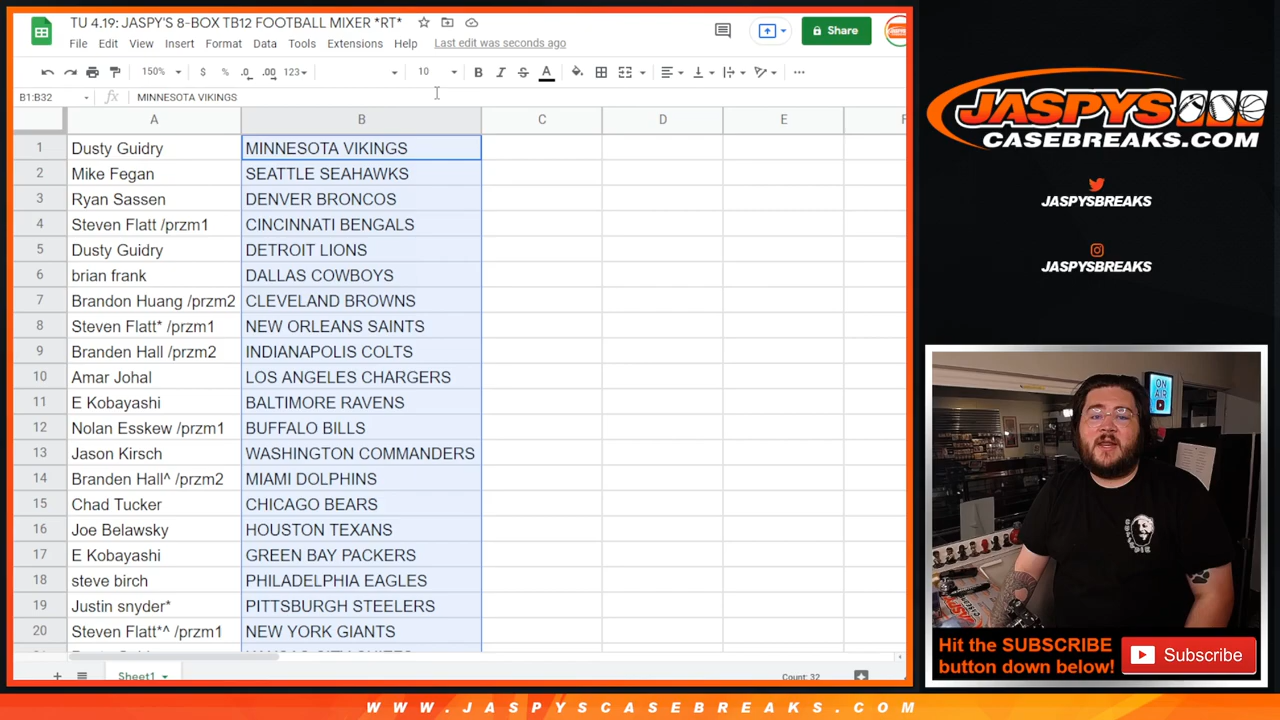 TU 4.19: JASPY'S 8-BOX TB12 FOOTBALL MIXER *RT*
File Edit View Insert Format Data Tools Extensions Help Last edit was seconds ago
Share
150% $ % .0 .00 123 10 B I S A
B1:B32 fx MINNESOTA VIKINGS
A B C D E F
1 Dusty Guidry MINNESOTA VIKINGS
2 Mike Fegan SEATTLE SEAHAWKS
3 Ryan Sassen DENVER BRONCOS
4 Steven Flatt /przm1 CINCINNATI BENGALS
5 Dusty Guidry DETROIT LIONS
6 brian frank DALLAS COWBOYS
7 Brandon Huang /przm2 CLEVELAND BROWNS
8 Steven Flatt* /przm1 NEW ORLEANS SAINTS
9 Branden Hall /przm2 INDIANAPOLIS COLTS
10 Amar Johal LOS ANGELES CHARGERS
11 E Kobayashi BALTIMORE RAVENS
12 Nolan Esskew /przm1 BUFFALO BILLS
13 Jason Kirsch WASHINGTON COMMANDERS
14 Branden Hall^ /przm2 MIAMI DOLPHINS
15 Chad Tucker CHICAGO BEARS
16 Joe Belawsky HOUSTON TEXANS
17 E Kobayashi GREEN BAY PACKERS
18 steve birch PHILADELPHIA EAGLES
19 Justin snyder* PITTSBURGH STEELERS
20 Steven Flatt*^ /przm1 NEW YORK GIANTS
Sheet1 Count: 32
JASPYS
CASEBREAKS.COM
JASPYSBREAKS
JASPYSBREAKS
ON
AIR
Hit the SUBSCRIBE
button down below!
Subscribe
WWW.JASPYSCASEBREAKS.COM